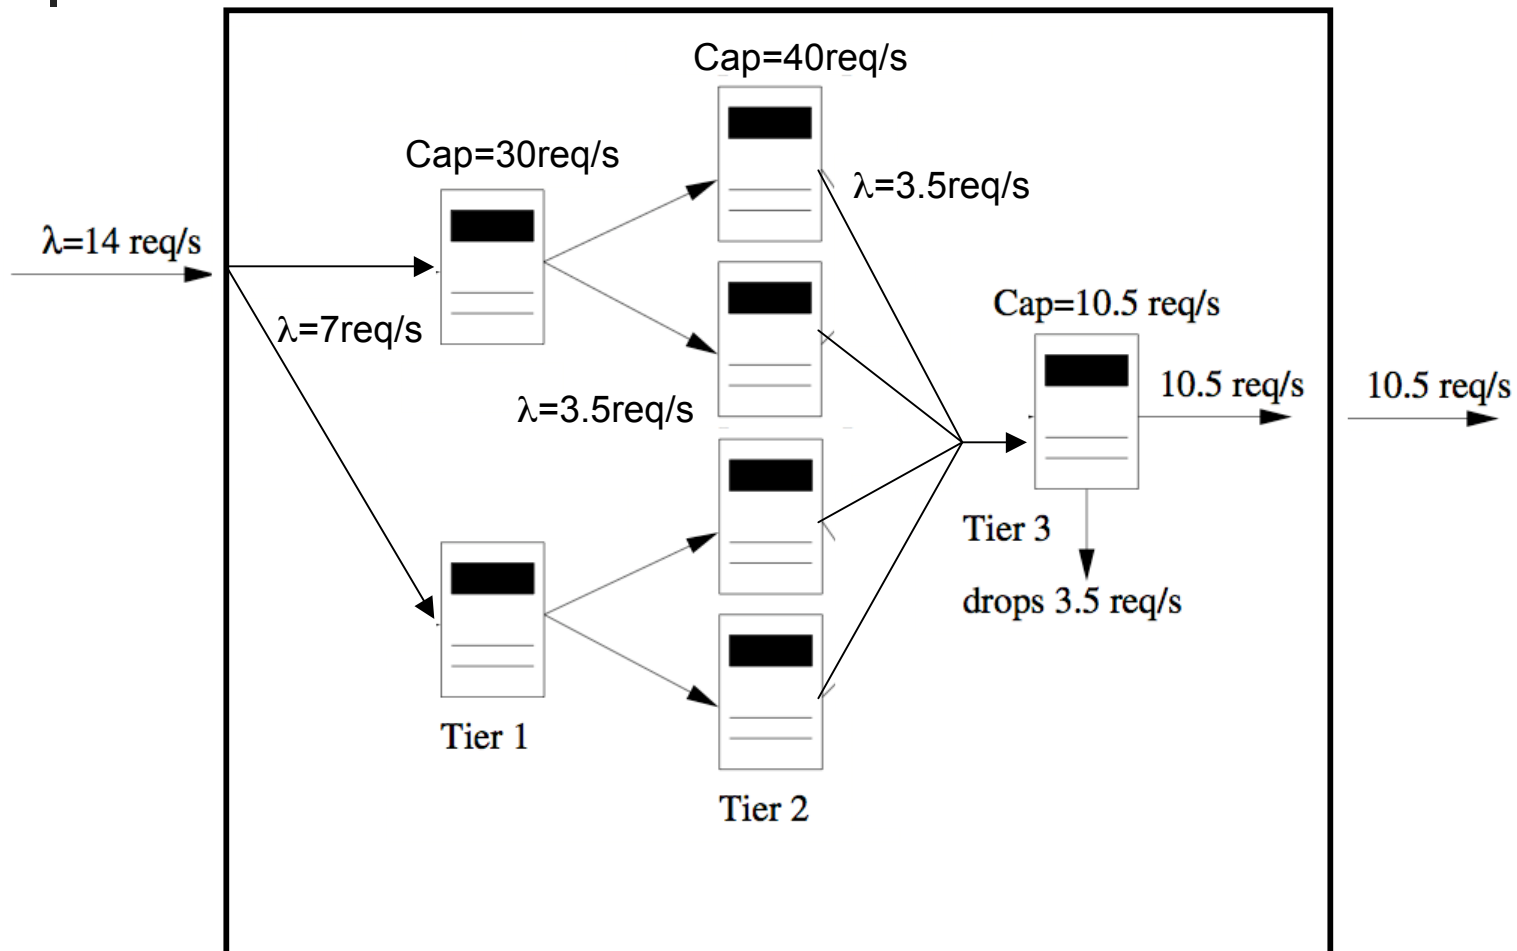 Cap=40req/s
Cap=30req/s
λ=3.5req/s
λ=14 req/s
Cap=10.5 req/s
λ=7req/s
10.5 req/s
10.5 req/s
λ=3.5req/s
Tier 3
drops 3.5 req/s
Tier 1
Tier 2